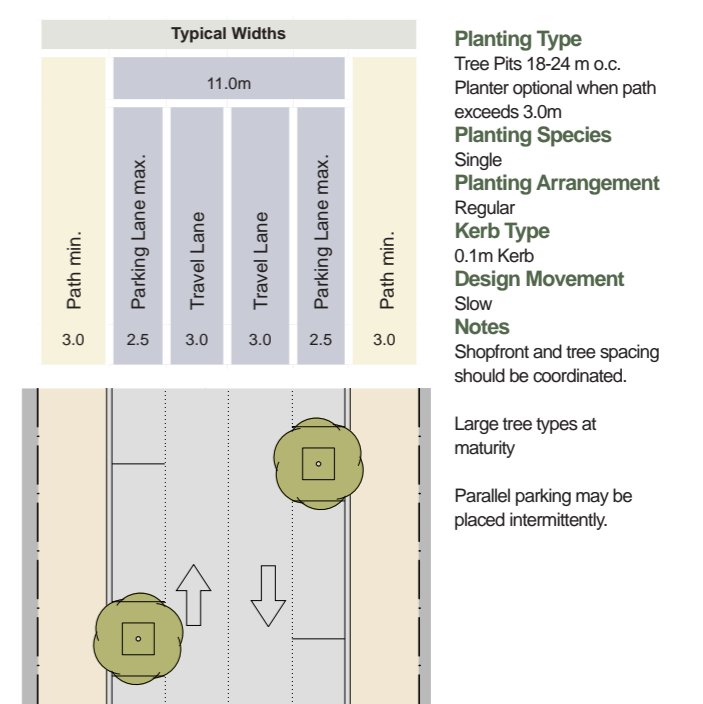 Typical Widths
11.0m
Path min.
Parking Lane max.
Travel Lane
Travel Lane
Parking Lane max.
Path min.
3.0 2.5 3.0 3.0 2.5 3.0
Planting Type
Tree Pits 18-24 m o.c.
Planter optional when path
exceeds 3.0m
Planting Species
Single
Planting Arrangement
Regular
Kerb Type
0.1m Kerb
Design Movement
Slow
Notes
Shopfront and tree spacing
should be coordinated.
Large tree types at
maturity
Parallel parking may be
placed intermittently.